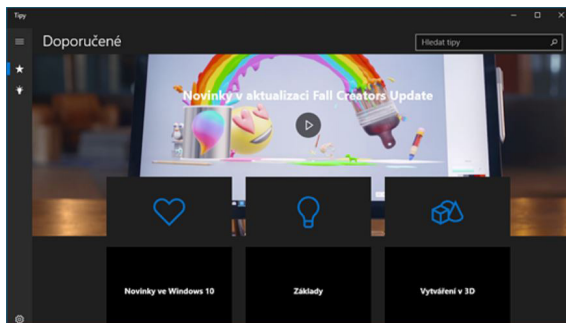 Tipy
Doporučené
Hledat tipy
Novinky v aktualizaci Fall Creators Update
Novinky ve Windows 10
Základy
Vytváření v 3D